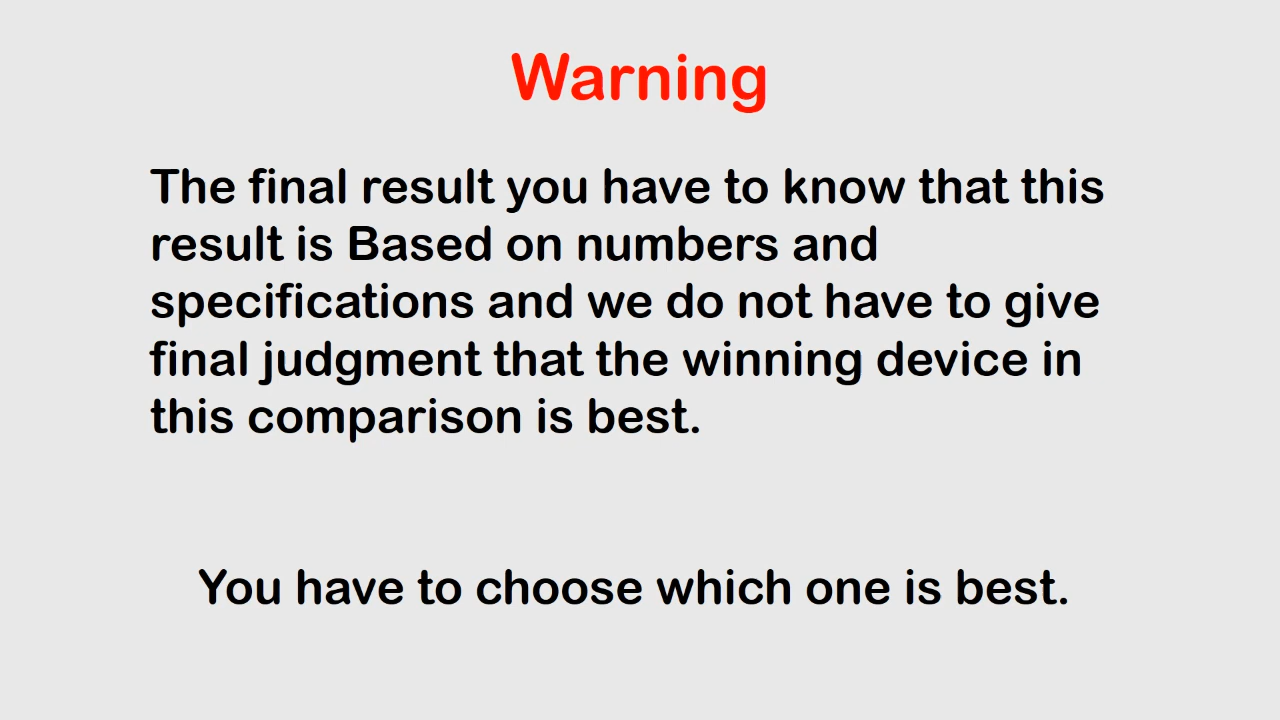 Warning
The final result you have to know that this
result is Based on numbers and
specifications and we do not have to give
final judgment that the winning device in
this comparison is best.
You have to choose which one is best.